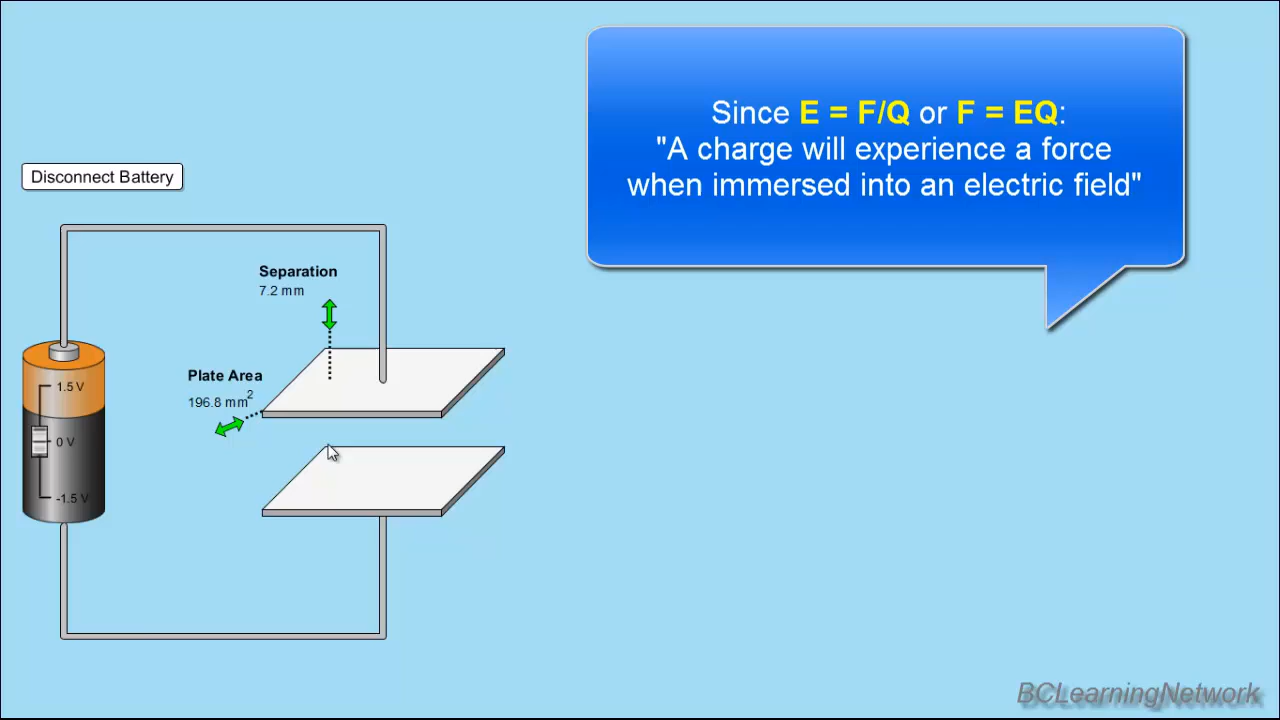 Since E = F/Q or F = EQ:
"A charge will experience a force
when immersed into an electric field"
Disconnect Battery
Separation
7.2 mm
Plate Area
196.8 mm2
1.5 V
0 V
-1.5 V
BCLearningNetwork